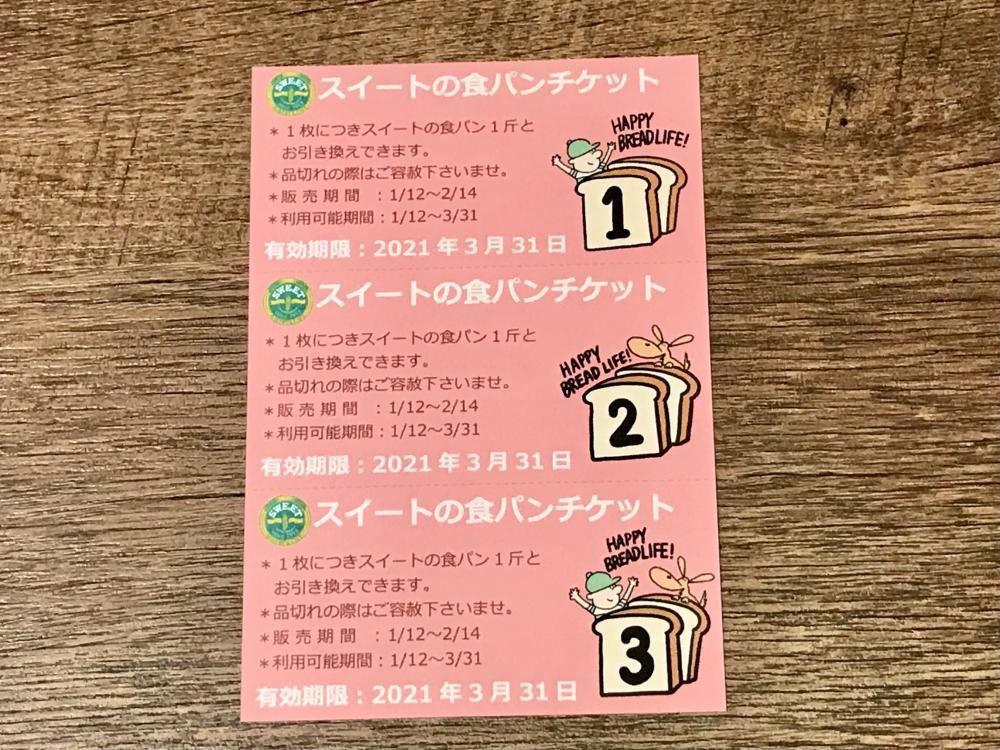 SWEET
スイートの食パンチケット
＊１枚につきスイートの食パン１斤と
お引き換えできます。
＊品切れの際はご容赦下さいませ。
＊販売期間 ：1/12〜2/14
＊利用可能期間：1/12〜3/31
有効期限：2021年3月31日
HAPPY
BREAD LIFE!
1
SWEET
スイートの食パンチケット
＊１枚につきスイートの食パン１斤と
お引き換えできます。
＊品切れの際はご容赦下さいませ。
＊販売期間 ：1/12〜2/14
＊利用可能期間：1/12〜3/31
有効期限：2021年3月31日
HAPPY
BREAD LIFE!
2
SWEET
スイートの食パンチケット
＊１枚につきスイートの食パン１斤と
お引き換えできます。
＊品切れの際はご容赦下さいませ。
＊販売期間 ：1/12〜2/14
＊利用可能期間：1/12〜3/31
有効期限：2021年3月31日
HAPPY
BREAD LIFE!
3